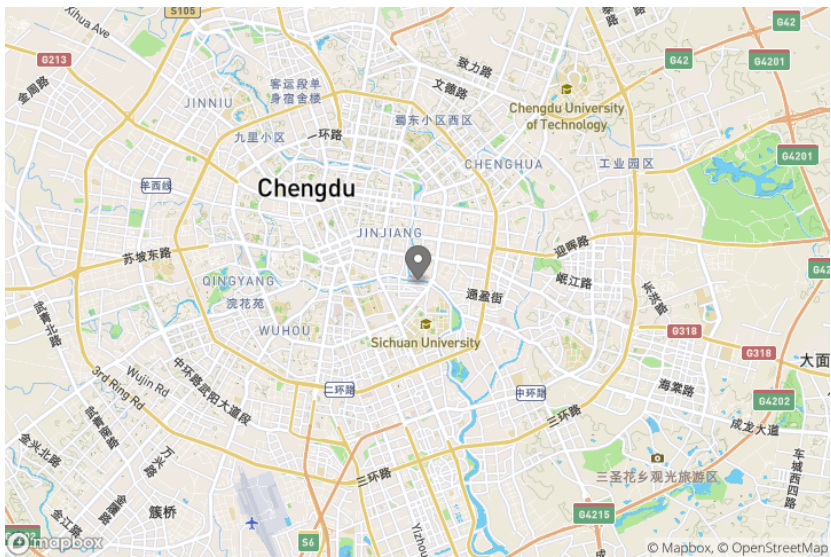 S105
Xihua Ave
G42
G213
致力路
G42
G4201
金周路
客运段单
身宿舍楼
文德路
JINNIU
Chengdu University
of Technology
蜀东小区西区
九里小区
一环路
CHENGHUA
工业园区
G4201
羊西线
Chengdu
JINJIANG
迎晖路
苏坡东路
G42
QINGYANG
岷江路
通盈街
东洪路
浣花苑
武青北路
WUHOU
G318
Sichuan University
G318
大面
3rd Ring Rd
Wujin Rd
中环路武阳大道段
二环路
中环路
海棠路
G4202
武青南路
三环路
成龙大道
金兴北路
万兴路
三环路
三圣花乡观光旅游区
车城西四路
簇桥
G4215
金江路
S6
Yizhou
mapbox
© Mapbox, © OpenStreetMap